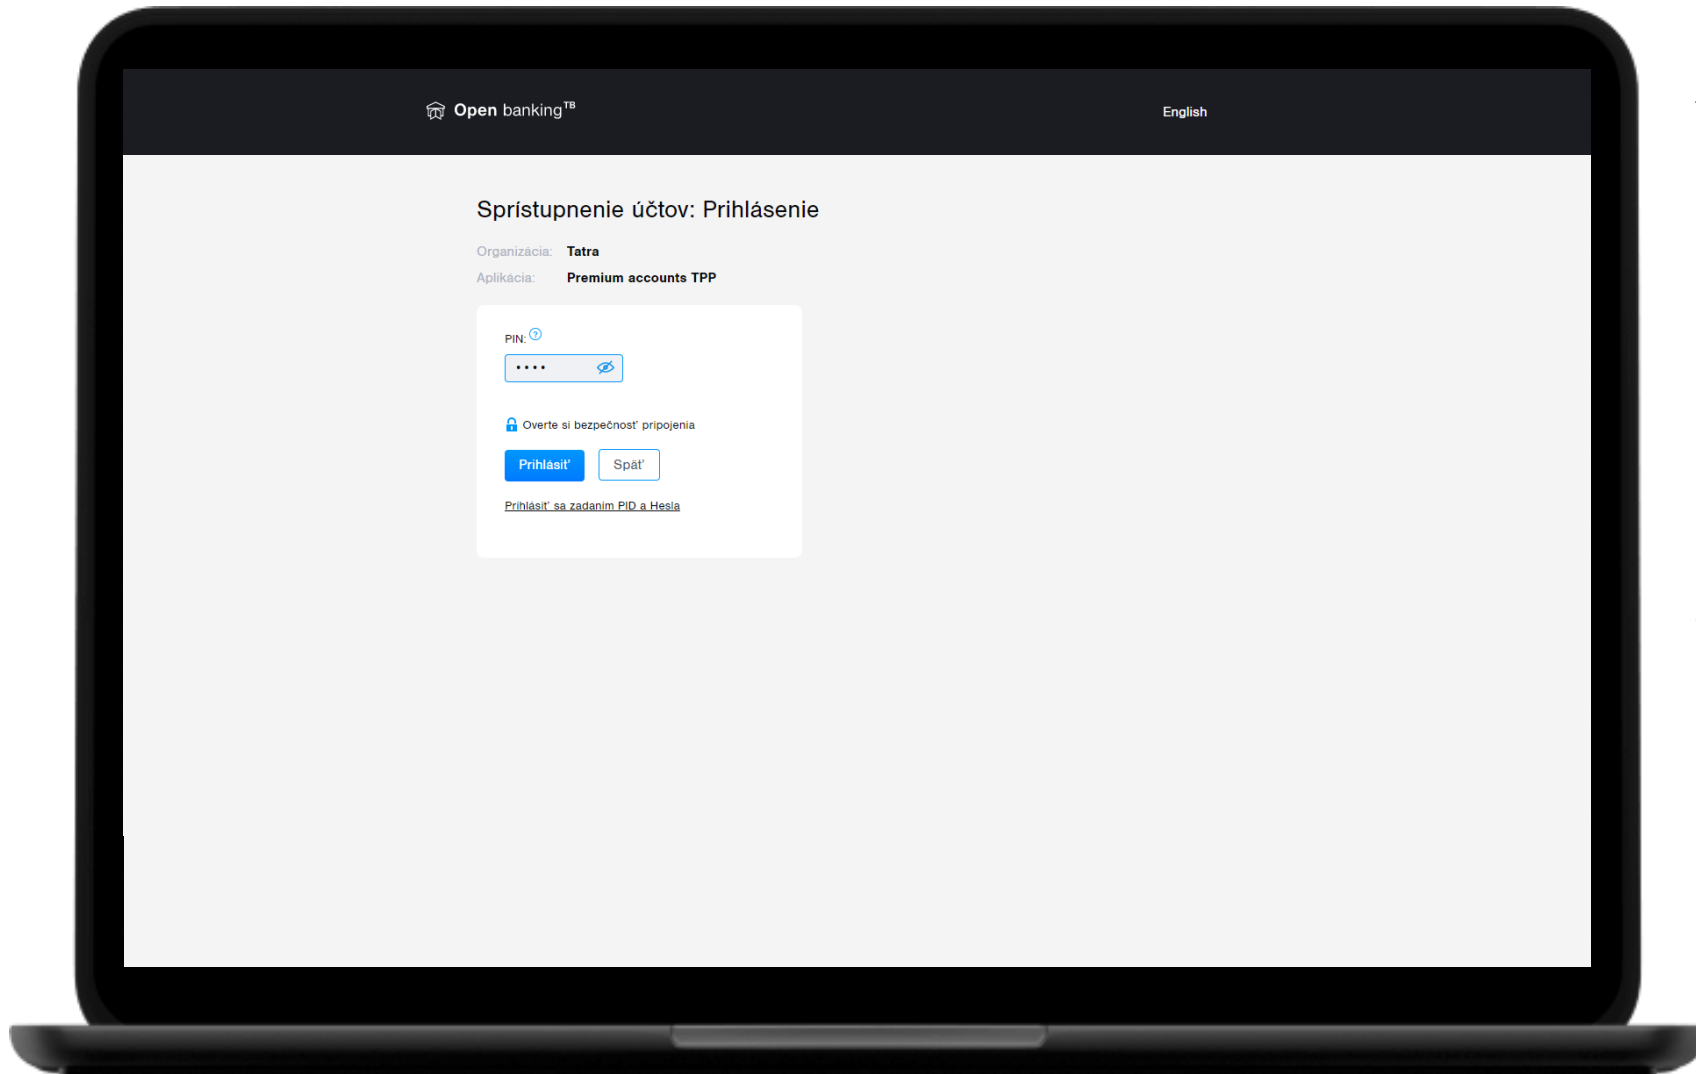 Open banking TB
English
Sprístupnenie účtov: Prihlásenie
Organizácia: Tatra
Aplikácia: Premium accounts TPP
PIN: ?
••••
Overte si bezpečnosť pripojenia
Prihlásiť Späť
Prihlásiť sa zadaním PID a Hesla